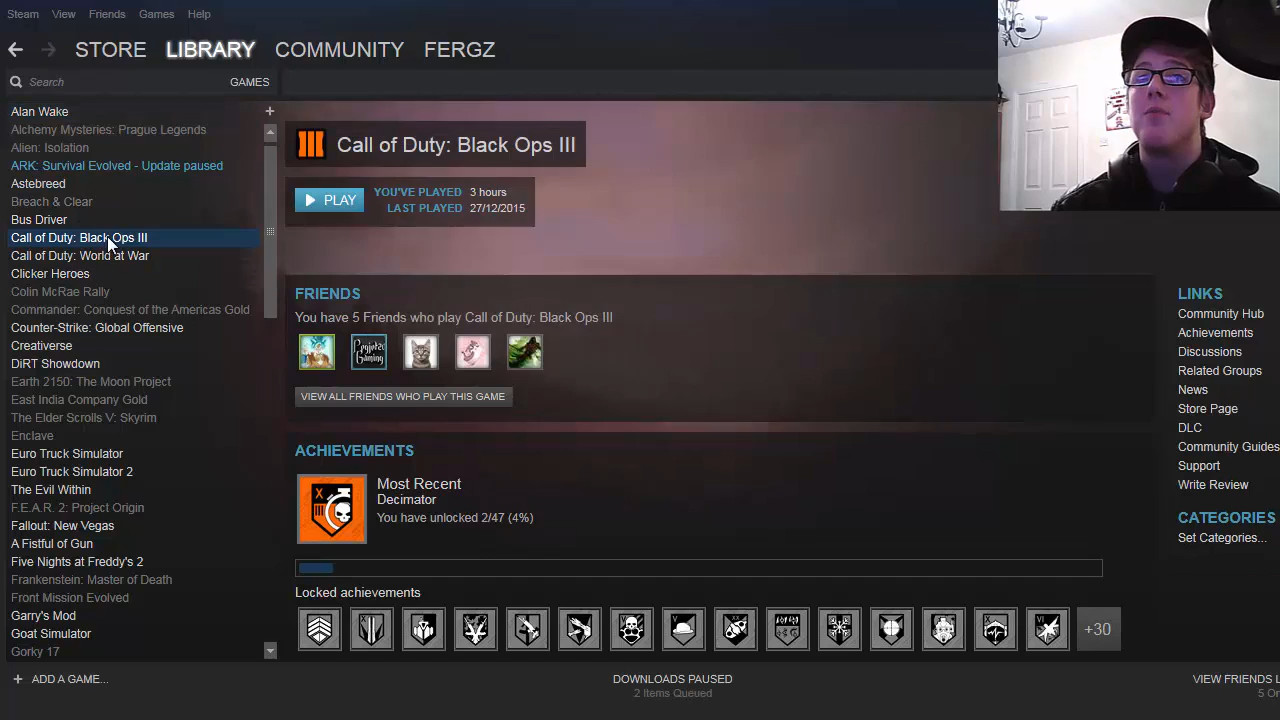 Steam View Friends Games Help
STORE LIBRARY COMMUNITY FERGZ
Search GAMES
Alan Wake
Alchemy Mysteries: Prague Legends
Alien: Isolation
ARK: Survival Evolved - Update paused
Astebreed
Breach & Clear
Bus Driver
Call of Duty: Black Ops III
Call of Duty: World at War
Clicker Heroes
Colin McRae Rally
Commander: Conquest of the Americas Gold
Counter-Strike: Global Offensive
Creativerse
DiRT Showdown
Earth 2150: The Moon Project
East India Company Gold
The Elder Scrolls V: Skyrim
Enclave
Euro Truck Simulator
Euro Truck Simulator 2
The Evil Within
F.E.A.R. 2: Project Origin
Fallout: New Vegas
A Fistful of Gun
Five Nights at Freddy's 2
Frankenstein: Master of Death
Front Mission Evolved
Garry's Mod
Goat Simulator
Gorky 17
+ ADD A GAME...
III Call of Duty: Black Ops III
PLAY
YOU'VE PLAYED 3 hours
LAST PLAYED 27/12/2015
FRIENDS
You have 5 Friends who play Call of Duty: Black Ops III
VIEW ALL FRIENDS WHO PLAY THIS GAME
ACHIEVEMENTS
Most Recent
Decimator
You have unlocked 2/47 (4%)
Locked achievements
+30
LINKS
Community Hub
Achievements
Discussions
Related Groups
News
Store Page
DLC
Community Guides
Support
Write Review
CATEGORIES
Set Categories...
DOWNLOADS PAUSED
2 Items Queued
VIEW FRIENDS L
5 On